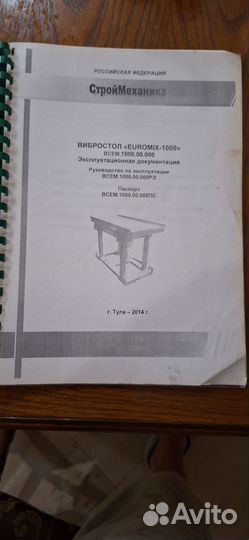 РОССИЙСКАЯ ФЕДЕРАЦИЯ
СтройМеханика
ВИБРОСТОЛ «EUROMIX-1000»
ВСЕМ.1000.00.000
Эксплуатационная документация
Руководство по эксплуатации
ВСЕМ.1000.00.000РЭ
Паспорт
ВСЕМ.1000.00.000ПС
г. Тула – 2014 г.
Avito